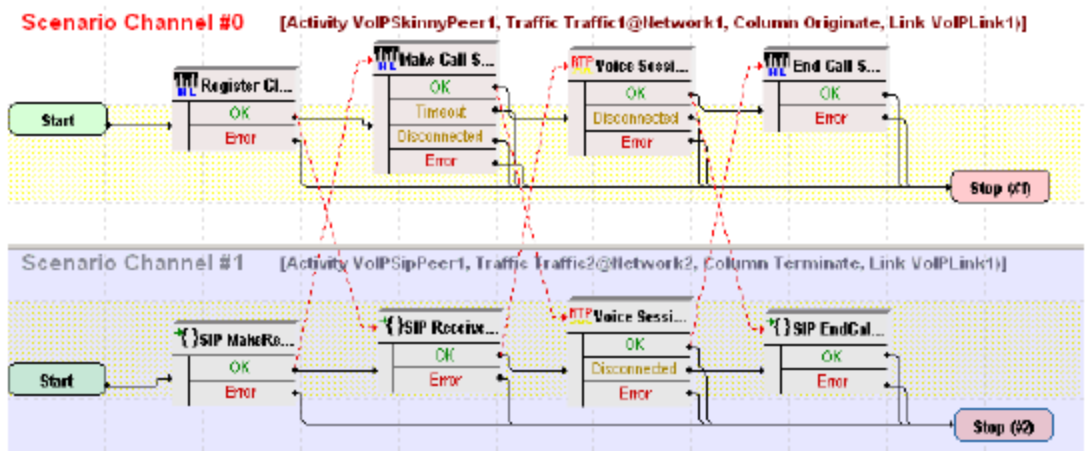 Scenario Channel #0 [Activity VoIPSkinnyPeer1, Traffic Traffic1@Network1, Column Originate, Link VoIPLink1)]
Start
Register Cl...
OK
Error
Make Call S...
OK
Timeout
Disconnected
Error
RTP Voice Sessi...
OK
Disconnected
Error
End Call S...
OK
Error
Stop (#1)
Scenario Channel #1 [Activity VoIPSipPeer1, Traffic Traffic2@Network2, Column Terminate, Link VoIPLink1)]
Start
{}SIP MakeRe...
OK
Error
{}SIP Receive...
OK
Error
RTP Voice Sessi...
OK
Disconnected
Error
{}SIP EndCal...
OK
Error
Stop (#2)